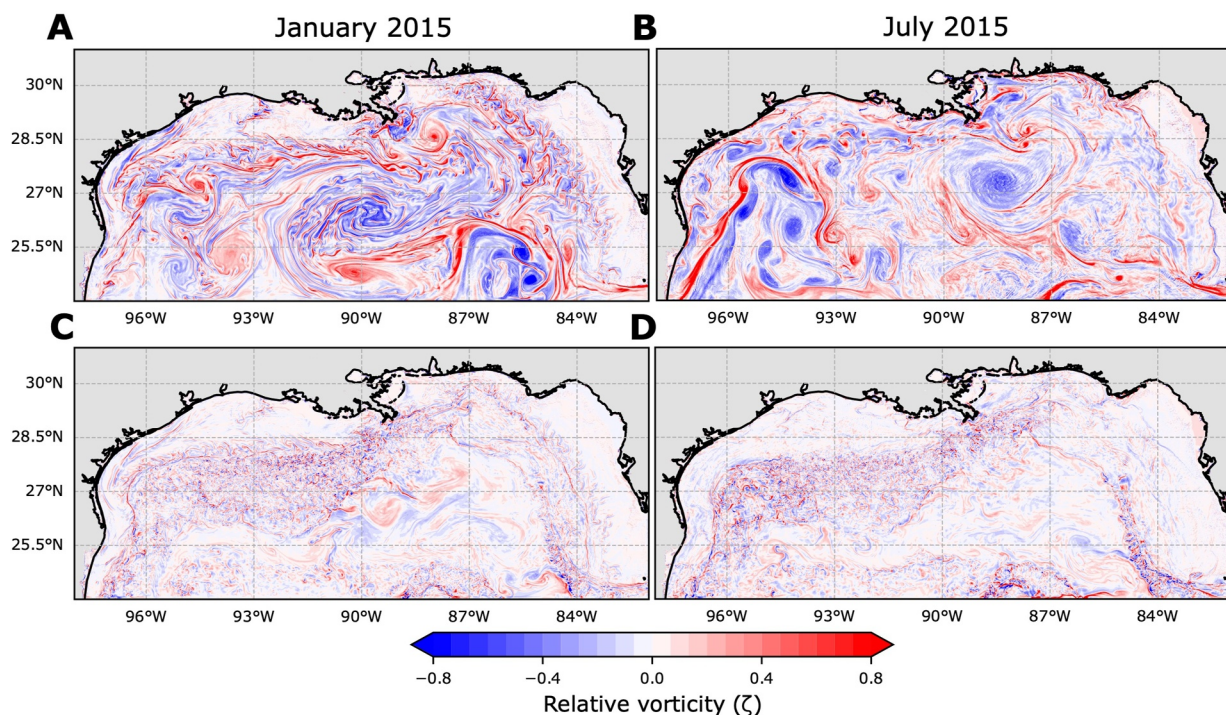 A January 2015 B July 2015
30°N
28.5°N
27°N
25.5°N
96°W 93°W 90°W 87°W 84°W 96°W 93°W 90°W 87°W 84°W
C D
30°N
28.5°N
27°N
25.5°N
96°W 93°W 90°W 87°W 84°W 96°W 93°W 90°W 87°W 84°W
−0.8 −0.4 0.0 0.4 0.8
Relative vorticity (ζ)